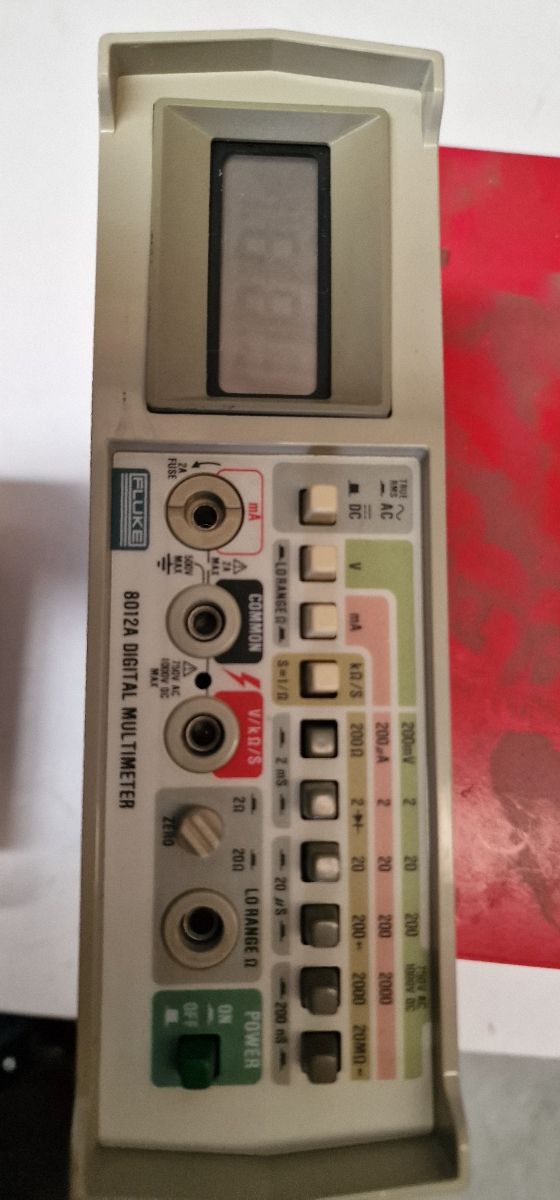 TRUE
RMS
AC
DC
V
mA
kΩ/S
LO RANGE Ω
S=1/Ω
200mV 2 20 200 750V AC
1000V DC
200μA 2 20 200 2000
200Ω 2 20 200 2000 20MΩ
2 mS
20 μS
200 nS
mA
2A
FUSE
2A
MAX
500V
MAX
COMMON
750V AC
1000V DC
MAX
V/kΩ/S
2Ω
20Ω
LO RANGE Ω
ZERO
POWER
ON
OFF
FLUKE
8012A DIGITAL MULTIMETER